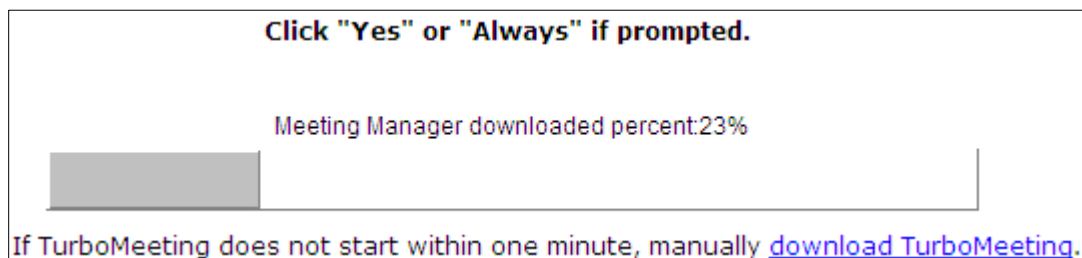 Click "Yes" or "Always" if prompted.
Meeting Manager downloaded percent:23%
If TurboMeeting does not start within one minute, manually download TurboMeeting.